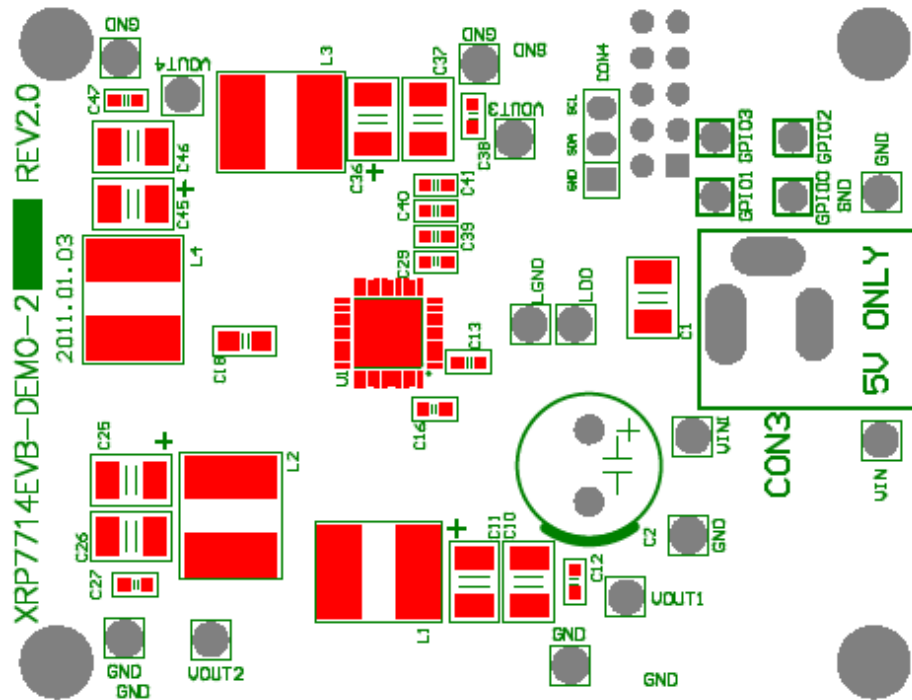 GND
VOUT4
C47
C46
C45
L4
L3
C37
C36
GND
GND
VOUT3
C38
C41
C40
C39
C29
CON4
SCL
SDA
GND
GPIO3
GPIO2
GPIO1
GPIO0
GND
GND
XRP7714EVB-DEMO-2
REV2.0
2011.01.03
C18
U1
C13
C16
LGND
LDO
C1
5V ONLY
CON3
VIN1
VIN
C2
GND
C25
C26
C27
L2
GND
GND
VOUT2
L1
C11
C10
C12
VOUT1
GND
GND